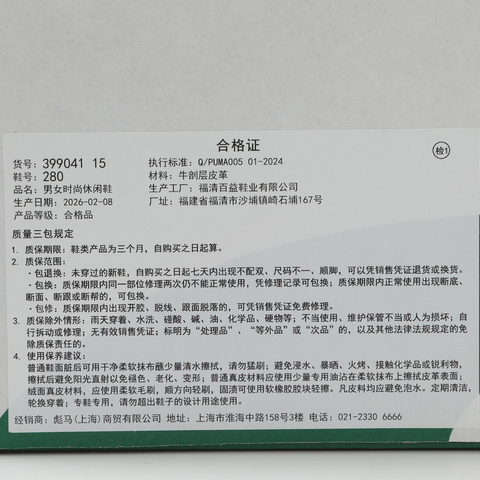 合格证
检1
货号: 399041 15
执行标准: Q/PUMA005 01-2024
鞋号: 280
材料: 牛剖层皮革
品名: 男女时尚休闲鞋
生产工厂: 福清百益鞋业有限公司
生产日期: 2026-02-08
厂址: 福建省福清市沙埔镇崎石埔167号
产品等级: 合格品
质量三包规定
1. 质保期限: 鞋类产品为三个月，自购买之日起算。
2. 质保范围:
·包退换: 未穿过的新鞋，自购买之日起七天内出现不配双、尺码不一、顺脚，可以凭销售凭证退货或换货。
·包换: 质保期限内同一部位修理两次仍不能正常使用，凭修理记录可包换；质保期限内正常使用出现断底、
断面、断跟或断帮的，可包换。
·包修: 质保期限内出现开胶、脱线、跟面脱落的，可凭销售凭证免费修理。
3. 质保除外情形: 雨天穿着、水洗、碰酸、碱、油、化学品、硬物等；不当使用、维护保管不当或人为损坏；自
行拆动或修理；无有效销售凭证；标明为“处理品”、“等外品”或“次品”的，以及其他法律法规规定的免
除质保责任的。
4. 使用保养建议:
普通鞋面脏后可用干净柔软抹布蘸少量清水擦拭，请勿猛刷；避免浸水、暴晒、火烤、接触化学品或锐利物，
擦拭后避免阳光直射以免褪色、老化、变形；普通真皮材料应使用少量专用油沾在柔软抹布上擦拭皮革表面；
绒面真皮材料，应使用柔软毛刷，顺方向轻刷，固体污渍可使用软橡胶胶块轻擦。凡皮料均应避免泡水。定期清洁，
轮换穿着；专鞋专用，请勿超出鞋子的设计用途使用。
经销商: 彪马(上海)商贸有限公司 地址: 上海市淮海中路158号3楼 电话: 021-2330 6666